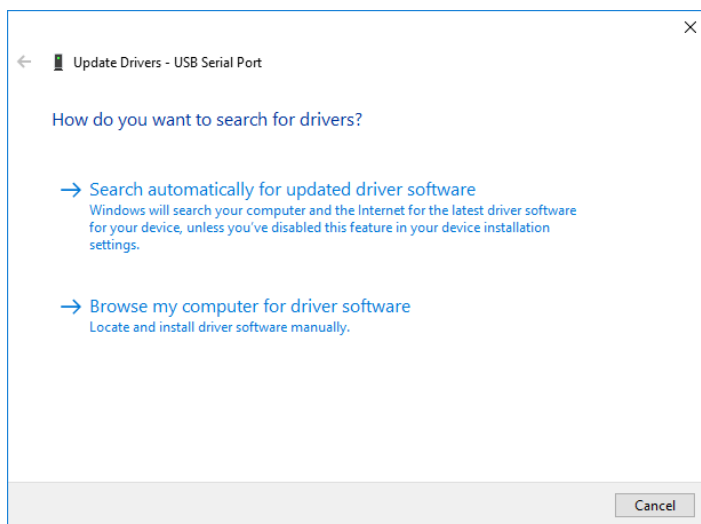 Update Drivers - USB Serial Port
How do you want to search for drivers?
Search automatically for updated driver software
Windows will search your computer and the Internet for the latest driver software
for your device, unless you've disabled this feature in your device installation
settings.
Browse my computer for driver software
Locate and install driver software manually.
Cancel